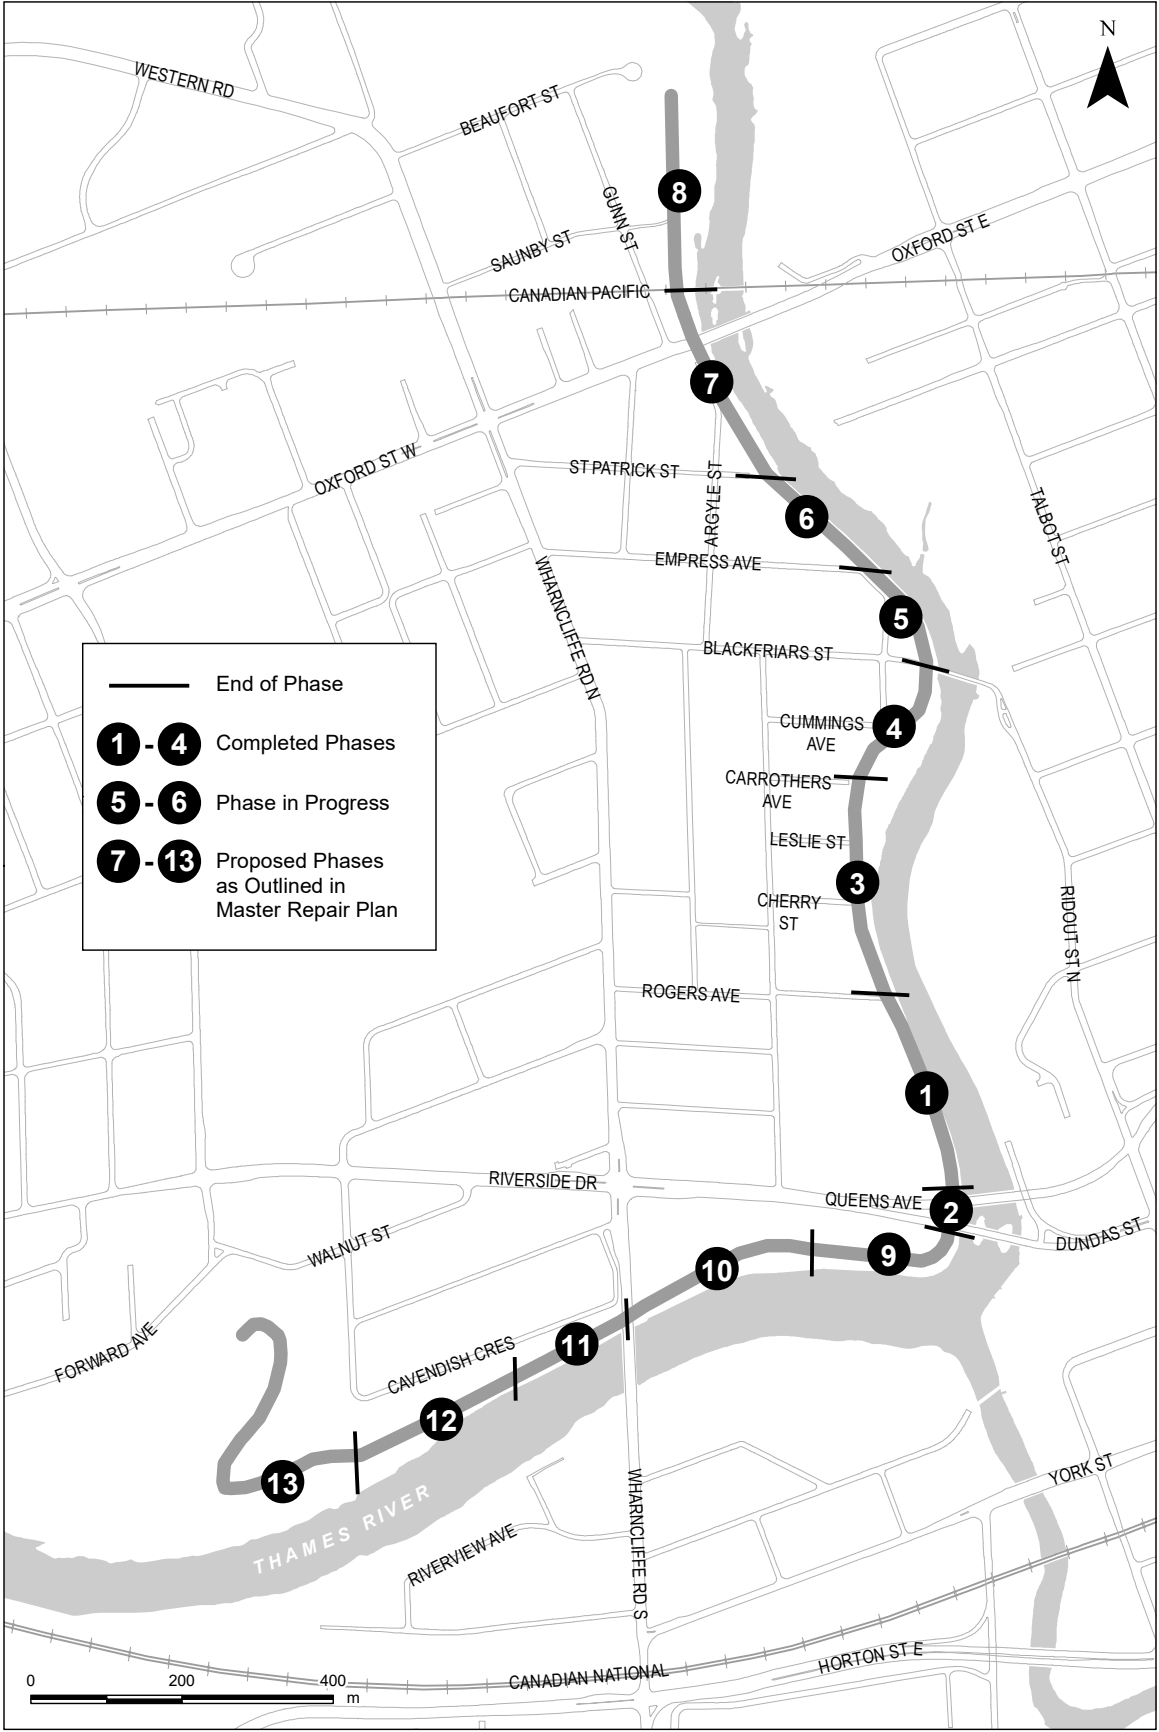 N
WESTERN RD
BEAUFORT ST
8
GUNN ST
SAUNBY ST
OXFORD ST E
CANADIAN PACIFIC
7
OXFORD ST W
ST PATRICK ST
ARGYLE ST
6
TALBOT ST
EMPRESS AVE
WHARNCLIFFE RD N
5
BLACKFRIARS ST
End of Phase
1 - 4 Completed Phases
5 - 6 Phase in Progress
7 - 13 Proposed Phases
as Outlined in
Master Repair Plan
CUMMINGS
AVE
4
CARROTHERS
AVE
LESLIE ST
3
CHERRY
ST
RIDOUT ST N
ROGERS AVE
1
RIVERSIDE DR
QUEENS AVE
2
DUNDAS ST
WALNUT ST
9
10
FORWARD AVE
11
CAVENDISH CRES
12
13
YORK ST
THAMES RIVER
WHARNCLIFFE RD S
RIVERVIEW AVE
HORTON ST E
CANADIAN NATIONAL
0 200 400
m